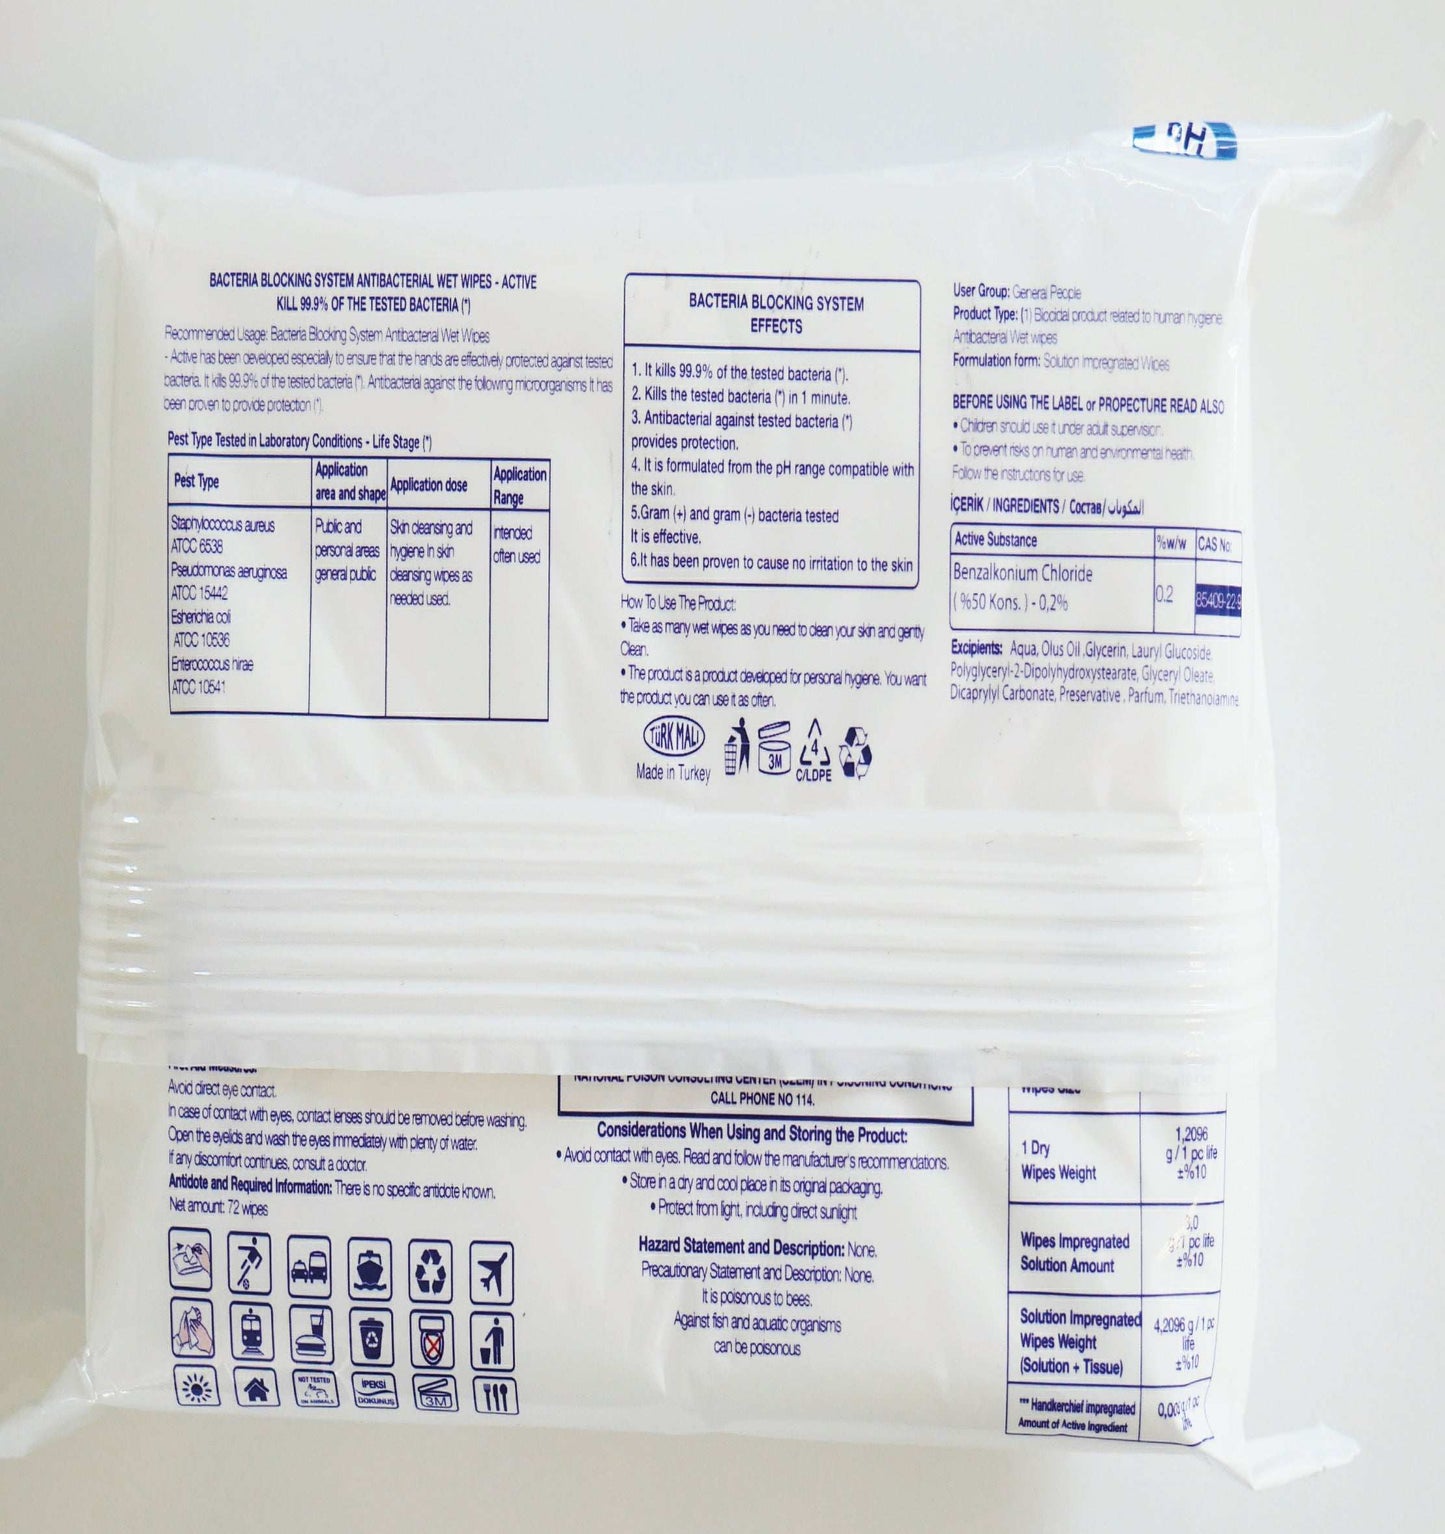 pH
BACTERIA BLOCKING SYSTEM ANTIBACTERIAL WET WIPES - ACTIVE
KILL 99.9% OF THE TESTED BACTERIA (*)
Recommended Usage: Bacteria Blocking System Antibacterial Wet Wipes
- Active has been developed especially to ensure that the hands are effectively protected against tested
bacteria. It kills 99.9% of the tested bacteria (*). Antibacterial against the following microorganisms It has
been proven to provide protection (*).
Pest Type Tested in Laboratory Conditions - Life Stage (*)
Pest Type
Application
area and shape
Application dose
Application
Range
Staphylococcus aureus
ATCC 6538
Pseudomonas aeruginosa
ATCC 15442
Esherichia coli
ATCC 10536
Enterococcus hirae
ATCC 10541
Public and
personal areas
general public
Skin cleansing and
hygiene In skin
cleansing wipes as
needed used.
intended
often used
BACTERIA BLOCKING SYSTEM
EFFECTS
1. It kills 99.9% of the tested bacteria (*).
2. Kills the tested bacteria (*) in 1 minute.
3. Antibacterial against tested bacteria (*)
provides protection.
4. It is formulated from the pH range compatible with
the skin.
5.Gram (+) and gram (-) bacteria tested
It is effective.
6.It has been proven to cause no irritation to the skin
How To Use The Product:
• Take as many wet wipes as you need to clean your skin and gently
Clean.
• The product is a product developed for personal hygiene. You want
the product you can use it as often.
TÜRK MALI
Made in Turkey
3M
4
C/LDPE
User Group: General People
Product Type: (1) Biocidal product related to human hygiene.
Antibacterial Wet wipes
Formulation form: Solution impregnated Wipes
BEFORE USING THE LABEL or PROPECTURE READ ALSO
• Children should use it under adult supervision.
• To prevent risks on human and environmental health.
Follow the instructions for use.
İÇERİK / INGREDIENTS / Состав/ المكونات
Active Substance
%w/w
CAS No:
Benzalkonium Chloride
( %50 Kons. ) - 0,2%
0.2
85409-22-9
Excipients: Aqua, Olus Oil ,Glycerin, Lauryl Glucoside,
Polyglyceryl-2-Dipolyhydroxystearate, Glyceryl Oleate,
Dicaprylyl Carbonate, Preservative , Parfum, Triethanolamine
First Aid Measures:
Avoid direct eye contact.
In case of contact with eyes, contact lenses should be removed before washing.
Open the eyelids and wash the eyes immediately with plenty of water.
If any discomfort continues, consult a doctor.
Antidote and Required Information: There is no specific antidote known.
Net amount: 72 wipes
NOT TESTED
ON ANIMALS
İPEKSİ
DOKUNUŞ
3M
NATIONAL POISON CONSULTING CENTER (UZEM) IN POISONING CONDITIONS
CALL PHONE NO 114.
Considerations When Using and Storing the Product:
• Avoid contact with eyes. Read and follow the manufacturer's recommendations.
• Store in a dry and cool place in its original packaging.
• Protect from light, including direct sunlight
Hazard Statement and Description: None.
Precautionary Statement and Description: None.
It is poisonous to bees.
Against fish and aquatic organisms
can be poisonous
Wipes Size
1 Dry
Wipes Weight
1,2096
g / 1 pc life
±%10
Wipes Impregnated
Solution Amount
3,0
pc life
±%10
Solution Impregnated
Wipes Weight
(Solution + Tissue)
4,2096 g / 1 pc
life
±%10
*** Handkerchief impregnated
Amount of Active Ingredient